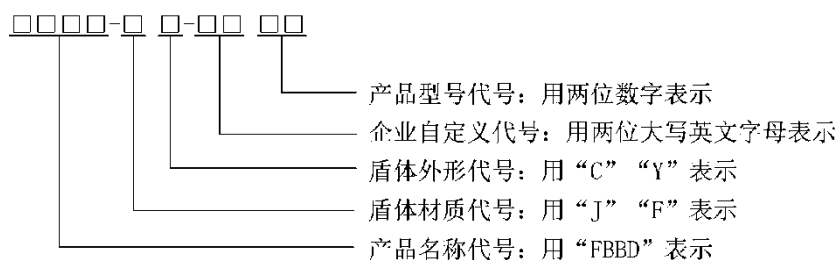 □□□□-□ □-□□ □□
产品型号代号：用两位数字表示
企业自定义代号：用两位大写英文字母表示
盾体外形代号：用“C”“Y”表示
盾体材质代号：用“J”“F”表示
产品名称代号：用“FBBD”表示